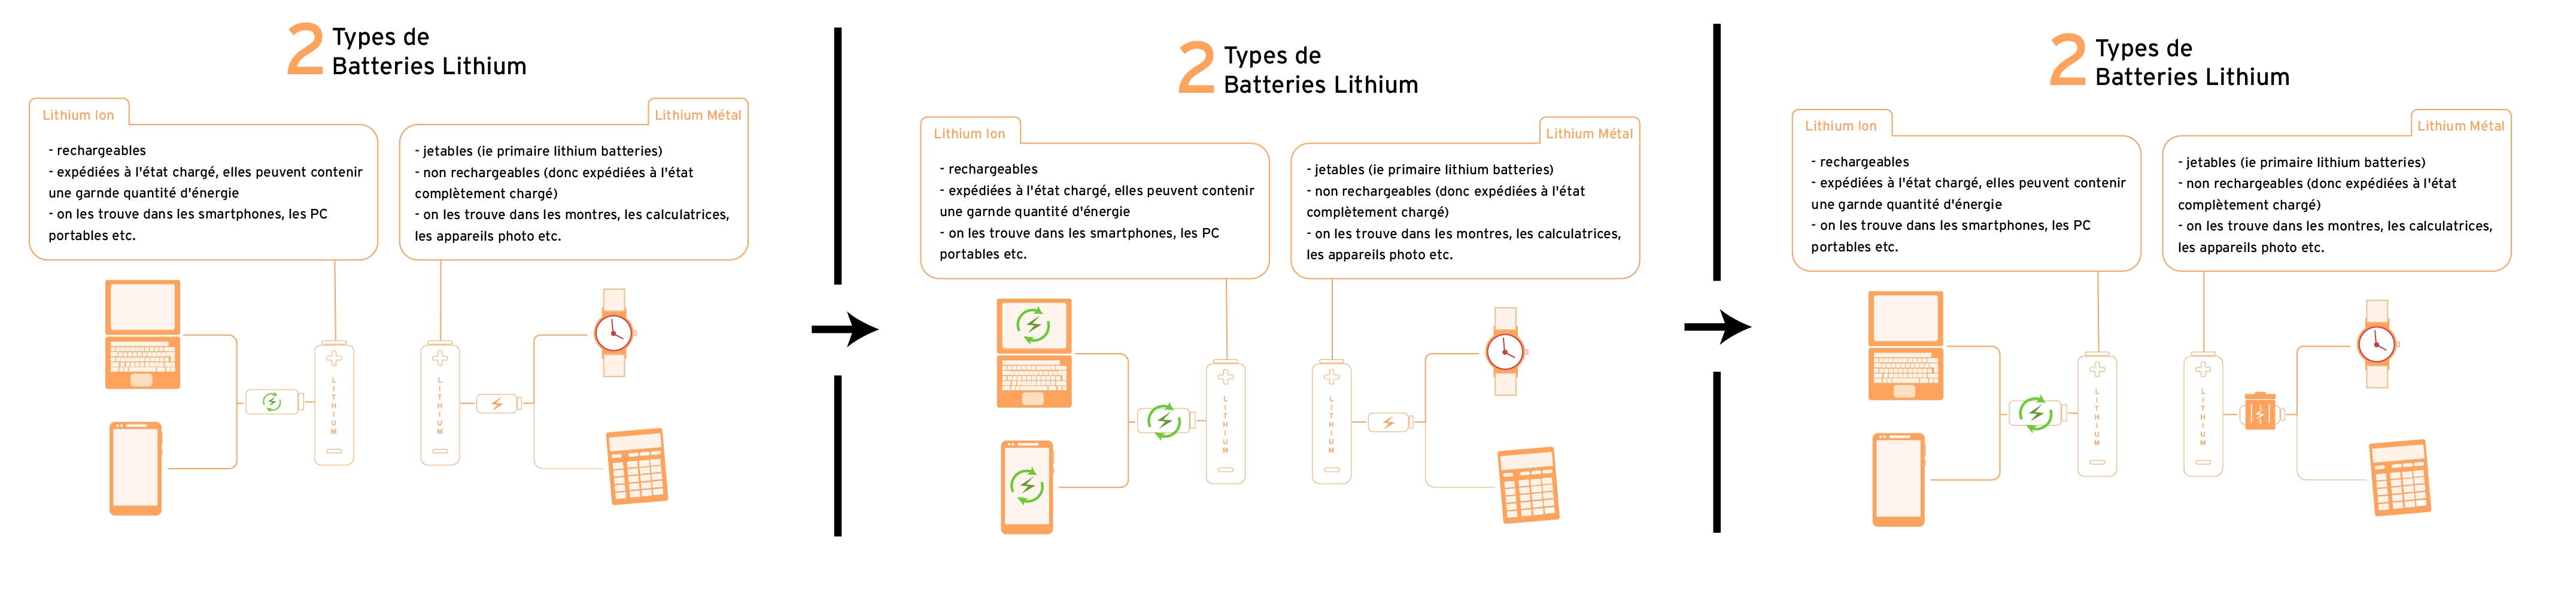 2 Types de
Batteries Lithium
Lithium Ion
- rechargeables
- expédiées à l'état chargé, elles peuvent contenir
une garnde quantité d'énergie
- on les trouve dans les smartphones, les PC
portables etc.
Lithium Métal
- jetables (ie primaire lithium batteries)
- non rechargeables (donc expédiées à l'état
complètement chargé)
- on les trouve dans les montres, les calculatrices,
les appareils photo etc.
LITHIUM
LITHIUM
2 Types de
Batteries Lithium
Lithium Ion
- rechargeables
- expédiées à l'état chargé, elles peuvent contenir
une garnde quantité d'énergie
- on les trouve dans les smartphones, les PC
portables etc.
Lithium Métal
- jetables (ie primaire lithium batteries)
- non rechargeables (donc expédiées à l'état
complètement chargé)
- on les trouve dans les montres, les calculatrices,
les appareils photo etc.
LITHIUM
LITHIUM
2 Types de
Batteries Lithium
Lithium Ion
- rechargeables
- expédiées à l'état chargé, elles peuvent contenir
une garnde quantité d'énergie
- on les trouve dans les smartphones, les PC
portables etc.
Lithium Métal
- jetables (ie primaire lithium batteries)
- non rechargeables (donc expédiées à l'état
complètement chargé)
- on les trouve dans les montres, les calculatrices,
les appareils photo etc.
LITHIUM
LITHIUM